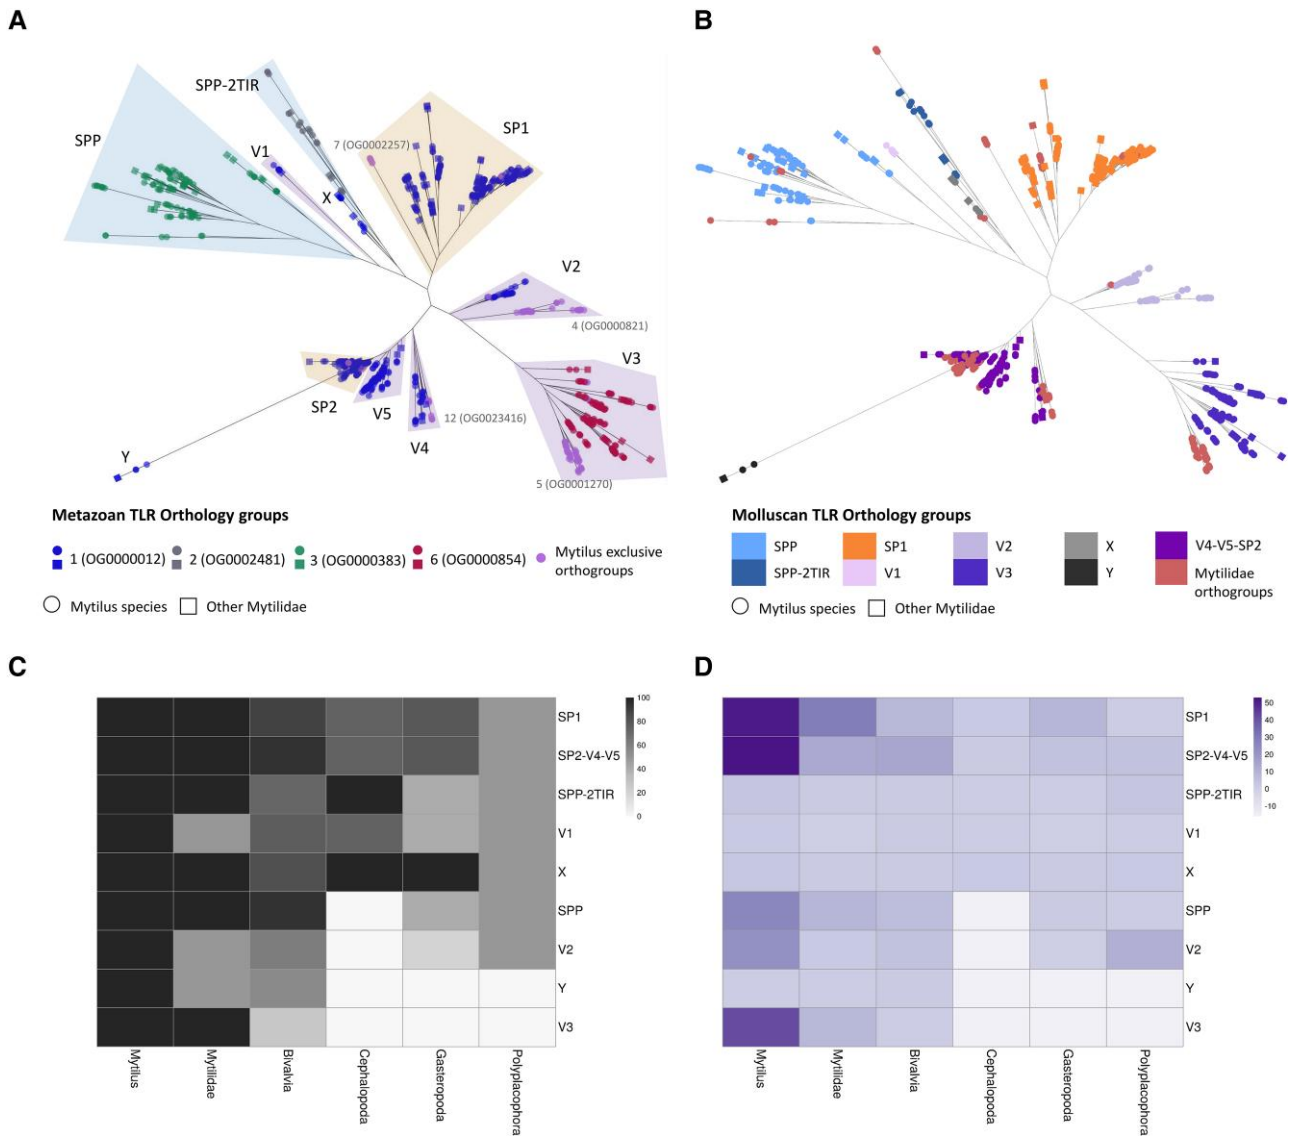 A
SPP-2TIR
SPP
V1
7 (OG0002257)
SP1
X
V2
4 (OG0000821)
V3
SP2
V5
12 (OG0023416)
V4
Y
5 (OG0001270)
Metazoan TLR Orthology groups
1 (OG0000012)
2 (OG0002481)
3 (OG0000383)
6 (OG0000854)
Mytilus exclusive
orthogroups
Mytilus species
Other Mytilidae
B
Molluscan TLR Orthology groups
SPP
SP1
V2
X
V4-V5-SP2
SPP-2TIR
V1
V3
Y
Mytilidae
orthogroups
Mytilus species
Other Mytilidae
C
100
80
60
40
20
0
SP1
SP2-V4-V5
SPP-2TIR
V1
X
SPP
V2
Y
V3
Mytilus
Mytilidae
Bivalvia
Cephalopoda
Gasteropoda
Polyplacophora
D
50
40
30
20
10
0
-10
SP1
SP2-V4-V5
SPP-2TIR
V1
X
SPP
V2
Y
V3
Mytilus
Mytilidae
Bivalvia
Cephalopoda
Gasteropoda
Polyplacophora